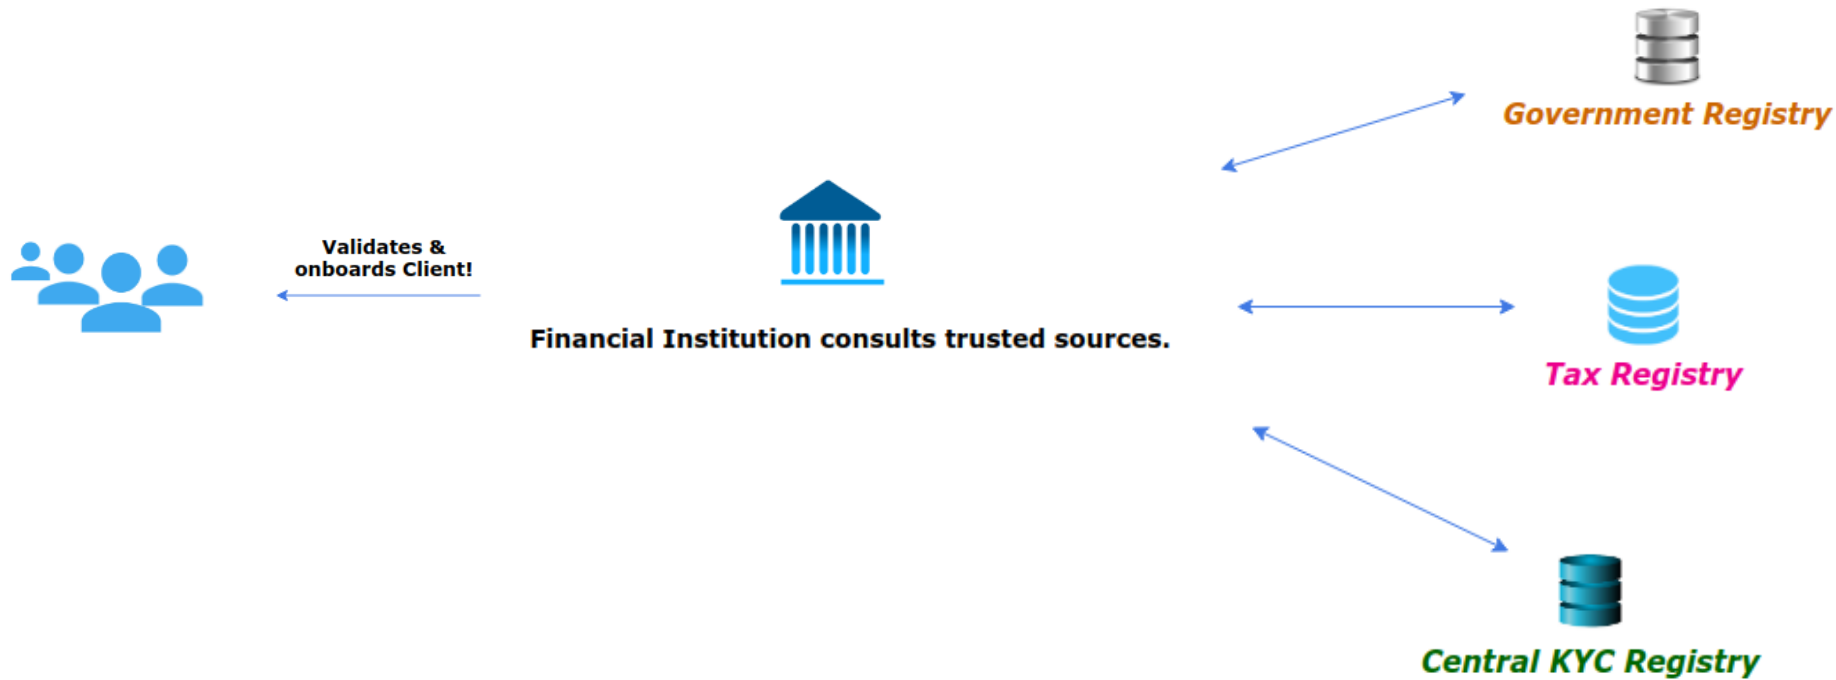 Government Registry
Validates &
onboards Client!
Financial Institution consults trusted sources.
Tax Registry
Central KYC Registry